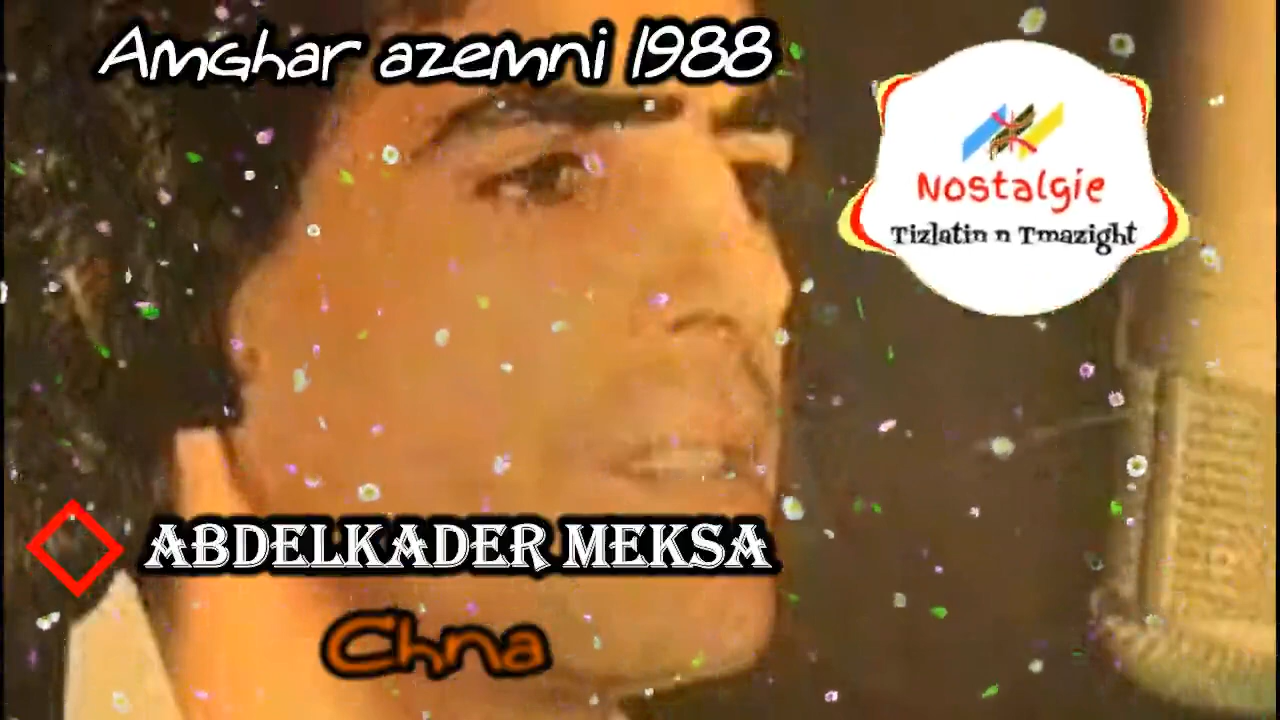 Amghar azemni 1988
Nostalgie
Tizlatin n Tmazight
ABDELKADER MEKSA
Chna